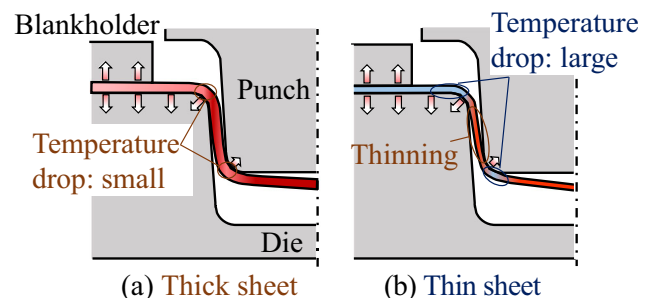 Blankholder
Punch
Temperature
drop: small
Die
(a) Thick sheet
Temperature
drop: large
Thinning
(b) Thin sheet